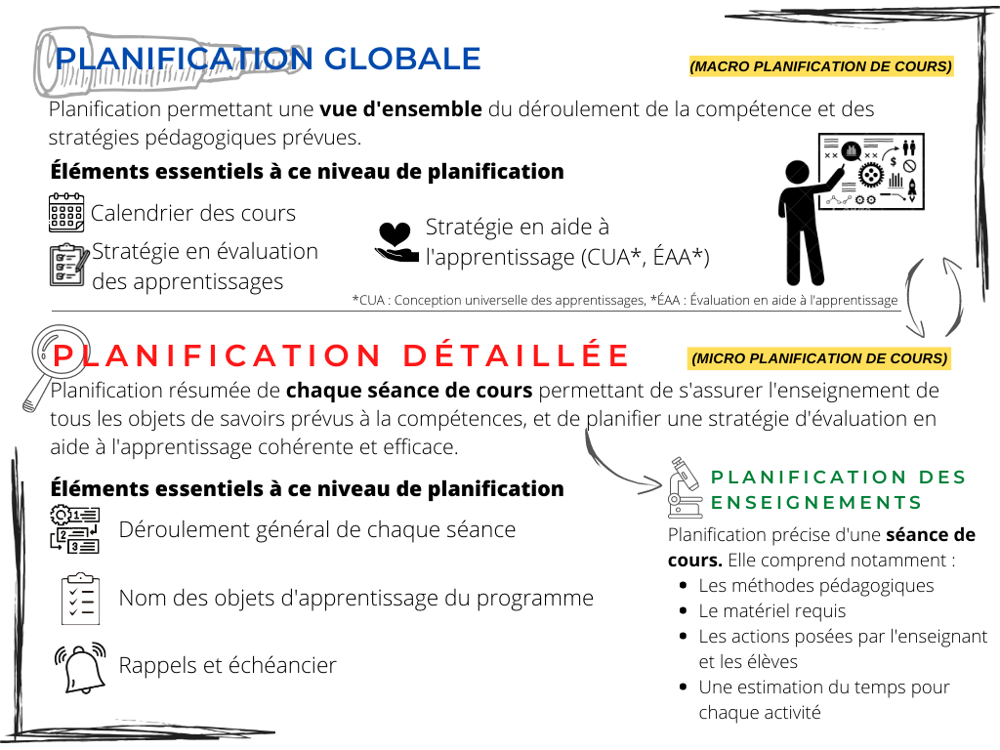 PLANIFICATION GLOBALE
(MACRO PLANIFICATION DE COURS)
Planification permettant une vue d'ensemble du déroulement de la compétence et des
stratégies pédagogiques prévues.
Éléments essentiels à ce niveau de planification
Calendrier des cours
Stratégie en évaluation
des apprentissages
Stratégie en aide à
l'apprentissage (CUA*, ÉAA*)
*CUA : Conception universelle des apprentissages, *ÉAA : Évaluation en aide à l'apprentissage
PLANIFICATION DÉTAILLÉE
(MICRO PLANIFICATION DE COURS)
Planification résumée de chaque séance de cours permettant de s'assurer l'enseignement de
tous les objets de savoirs prévus à la compétences, et de planifier une stratégie d'évaluation en
aide à l'apprentissage cohérente et efficace.
Éléments essentiels à ce niveau de planification
1
2
3
Déroulement général de chaque séance
Nom des objets d'apprentissage du programme
Rappels et échéancier
PLANIFICATION DES
ENSEIGNEMENTS
Planification précise d'une séance de
cours. Elle comprend notamment :
• Les méthodes pédagogiques
• Le matériel requis
• Les actions posées par l'enseignant
et les élèves
• Une estimation du temps pour
chaque activité